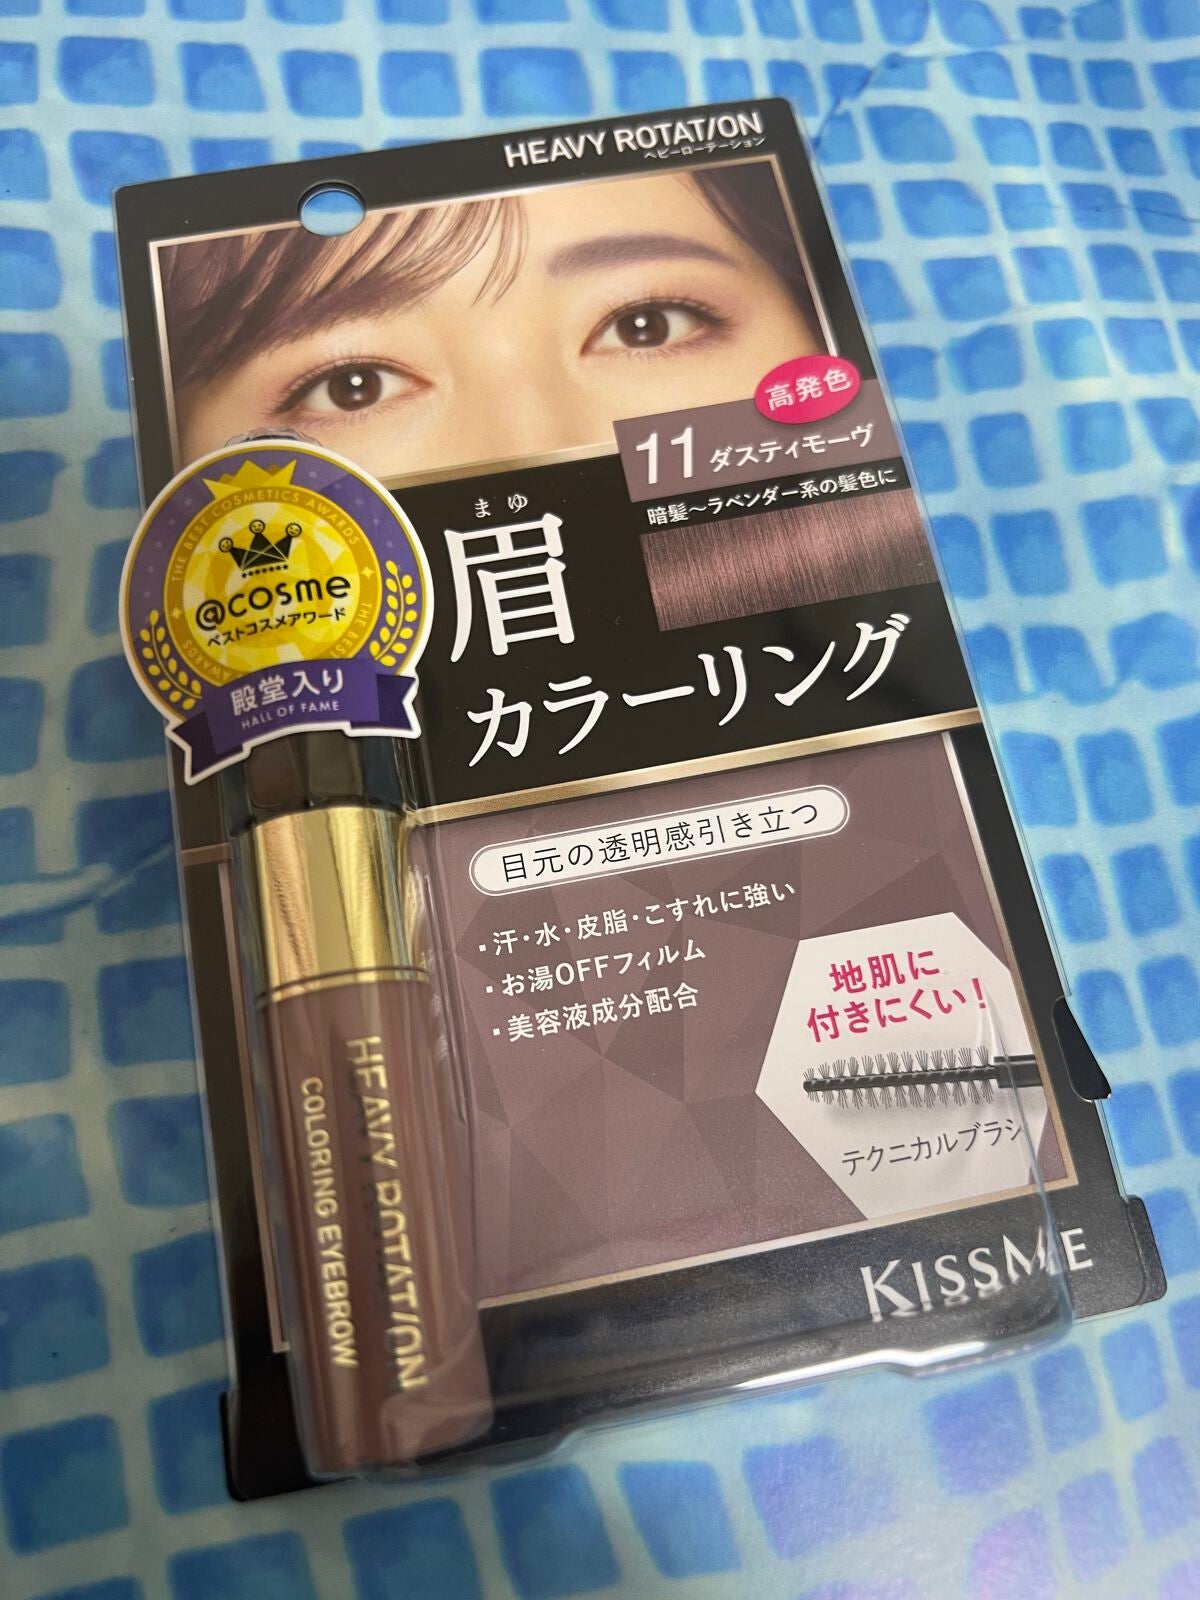 HEAVY ROTATION
ヘビーローテーション
高発色
11 ダスティモーヴ
暗髪～ラベンダー系の髪色に
THE BEST COSMETICS AWARDS
@cosme
ベストコスメアワード
殿堂入り
HALL OF FAME
まゆ
眉
カラーリング
目元の透明感引き立つ
▪汗・水・皮脂・こすれに強い
▪お湯OFFフィルム
▪美容液成分配合
地肌に
付きにくい!
テクニカルブラシ
HEAVY ROTATION
COLORING EYEBROW
KISSME